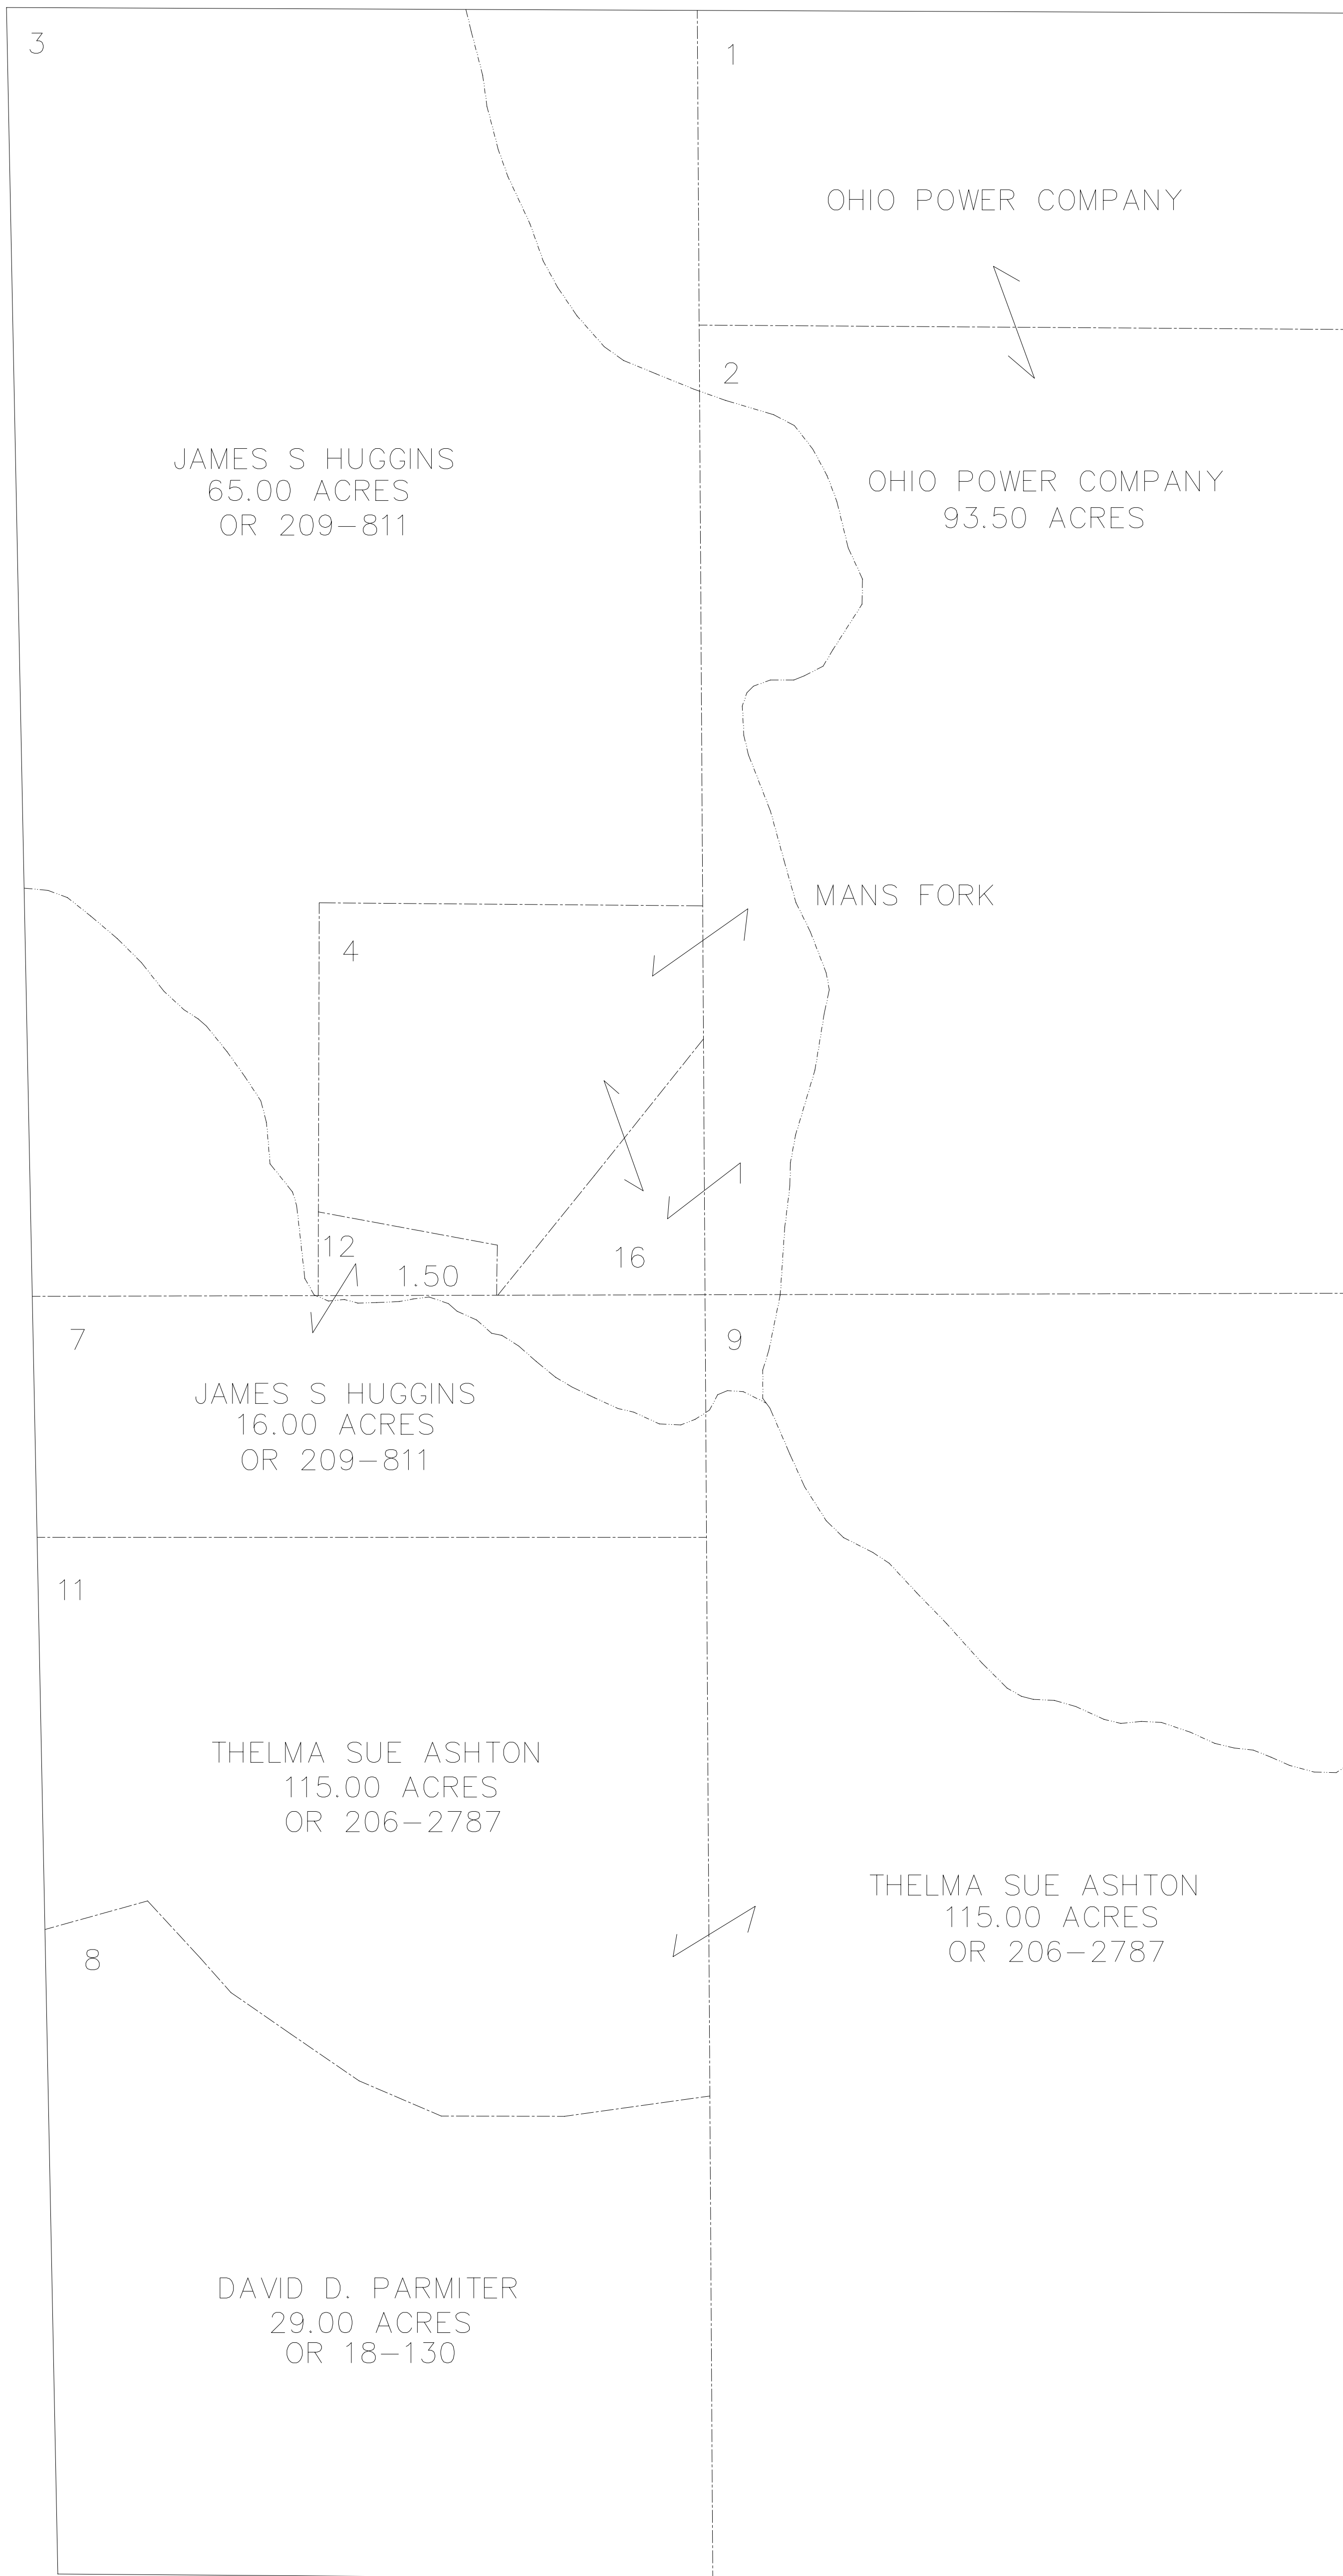 3
1
OHIO POWER COMPANY
2
JAMES S HUGGINS
65.00 ACRES
OR 209-811
OHIO POWER COMPANY
93.50 ACRES
MANS FORK
4
12
1.50
16
7
9
JAMES S HUGGINS
16.00 ACRES
OR 209-811
11
THELMA SUE ASHTON
115.00 ACRES
OR 206-2787
THELMA SUE ASHTON
115.00 ACRES
OR 206-2787
8
DAVID D. PARMITER
29.00 ACRES
OR 18-130